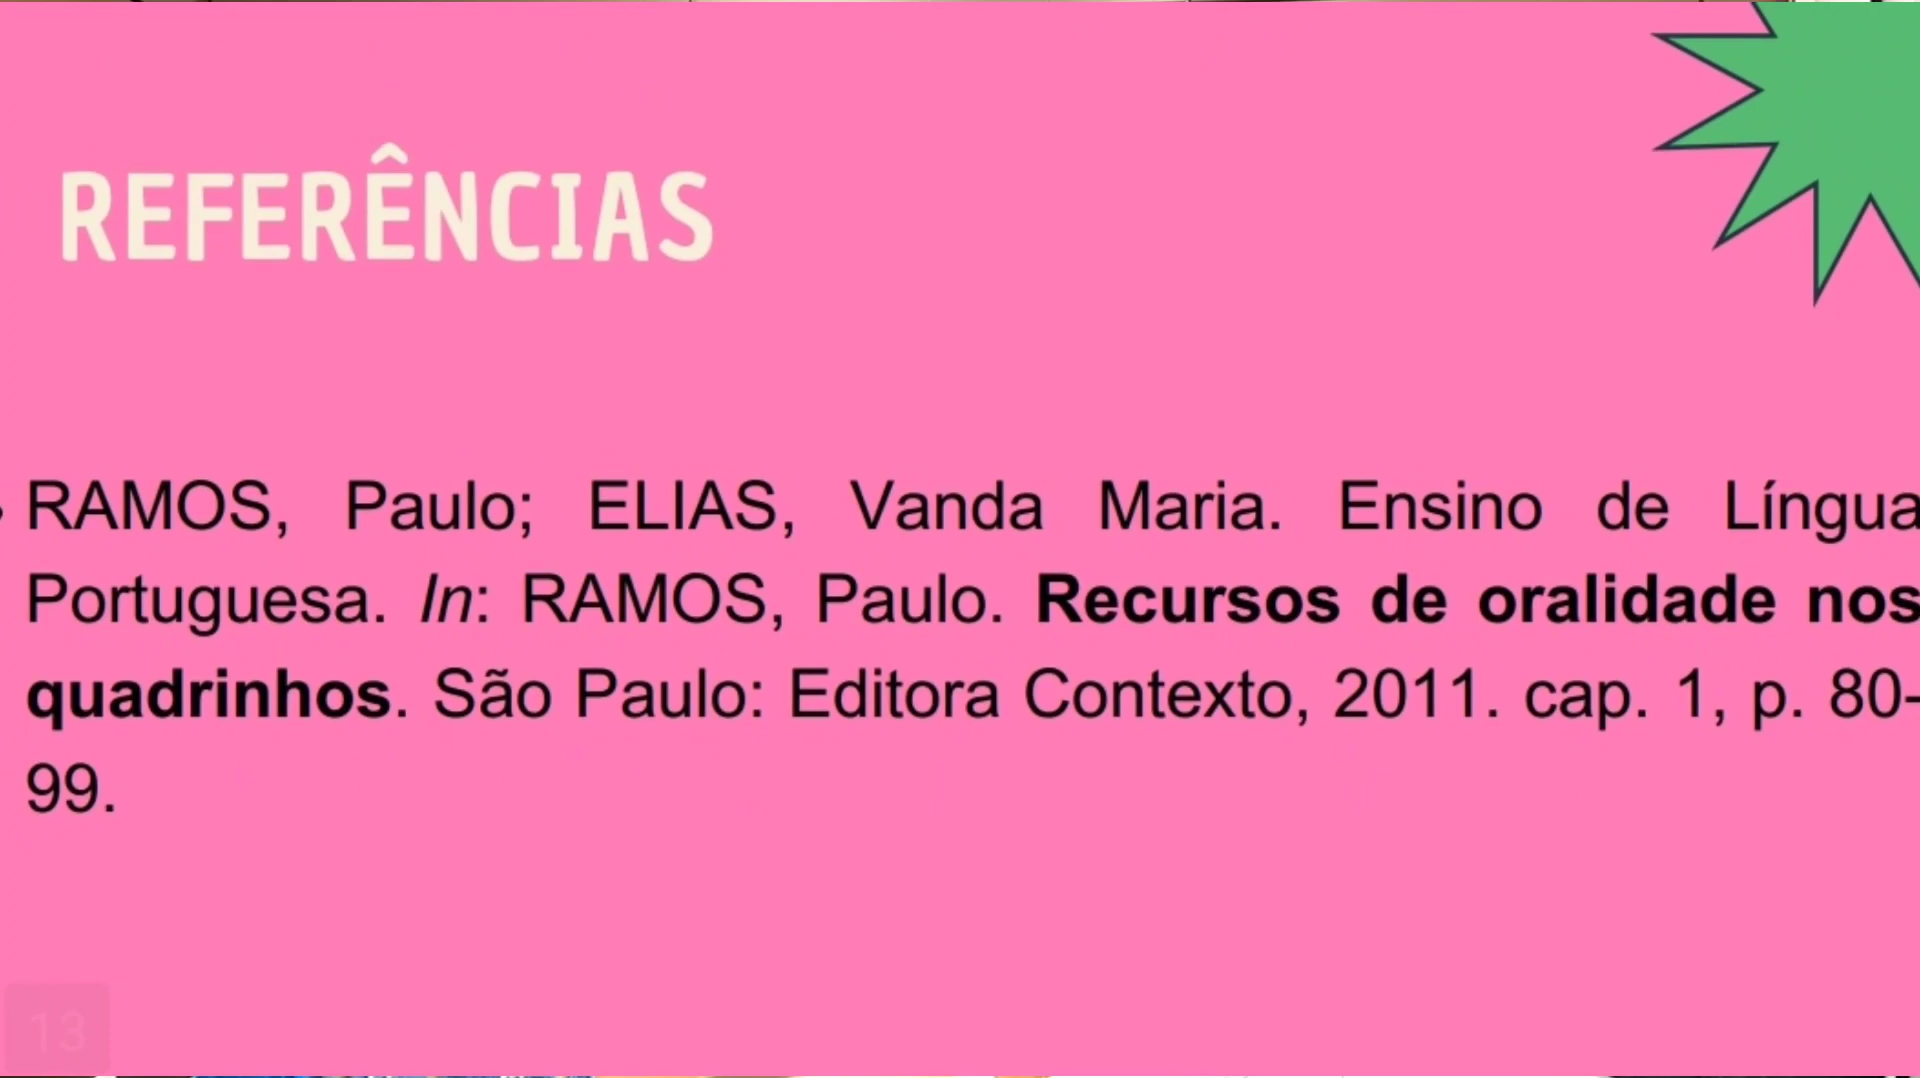 REFERÊNCIAS
RAMOS, Paulo; ELIAS, Vanda Maria. Ensino de Língua
Portuguesa. In: RAMOS, Paulo. Recursos de oralidade nos
quadrinhos. São Paulo: Editora Contexto, 2011. cap. 1, p. 80-
99.
13